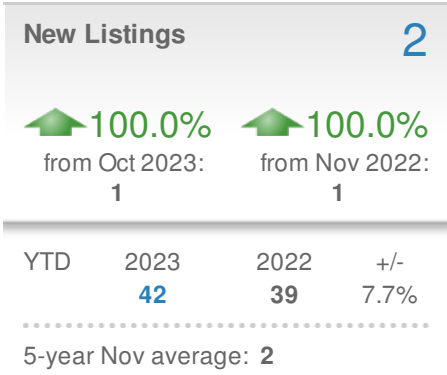 New Listings 2
100.0% 100.0%
from Oct 2023: from Nov 2022:
1 1
YTD 2023 2022 +/-
42 39 7.7%
5-year Nov average: 2